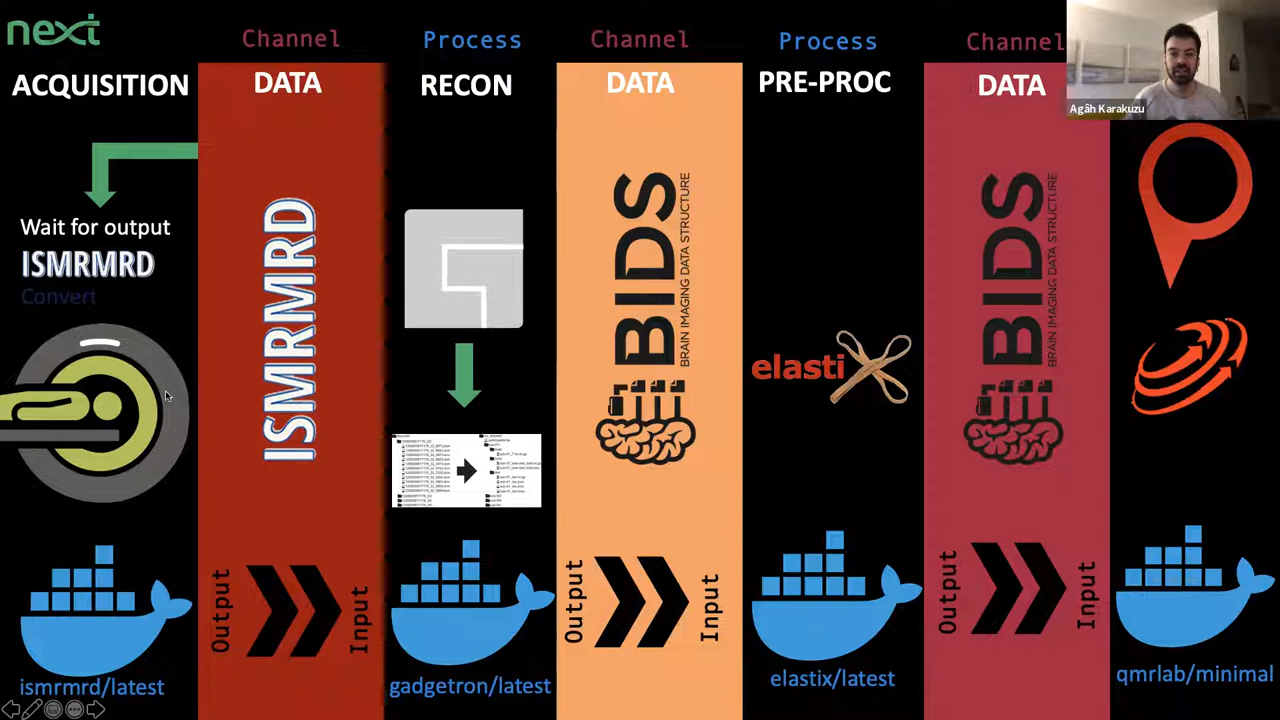 next
Channel
Process
Channel
Process
Channel
ACQUISITION
DATA
RECON
DATA
PRE-PROC
DATA
Agâh Karakuzu
Wait for output
ISMRMRD
Convert
ISMRMRD
BIDS
BRAIN IMAGING DATA STRUCTURE
elastix
BIDS
BRAIN IMAGING DATA STRUCTURE
Output
Input
Output
Input
Output
Input
ismrmrd/latest
gadgetron/latest
elastix/latest
qmrlab/minimal